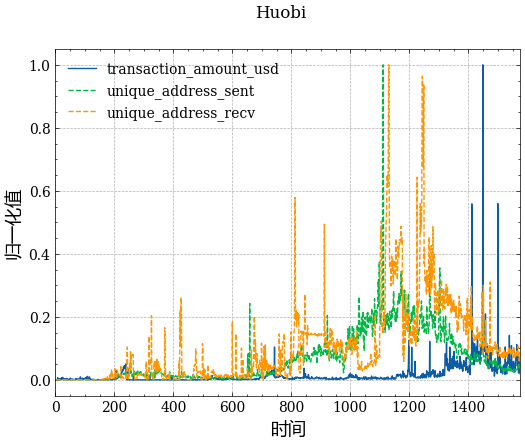 Huobi
transaction_amount_usd
unique_address_sent
unique_address_recv
归一化值
1.0
0.8
0.6
0.4
0.2
0.0
0 200 400 600 800 1000 1200 1400
时间